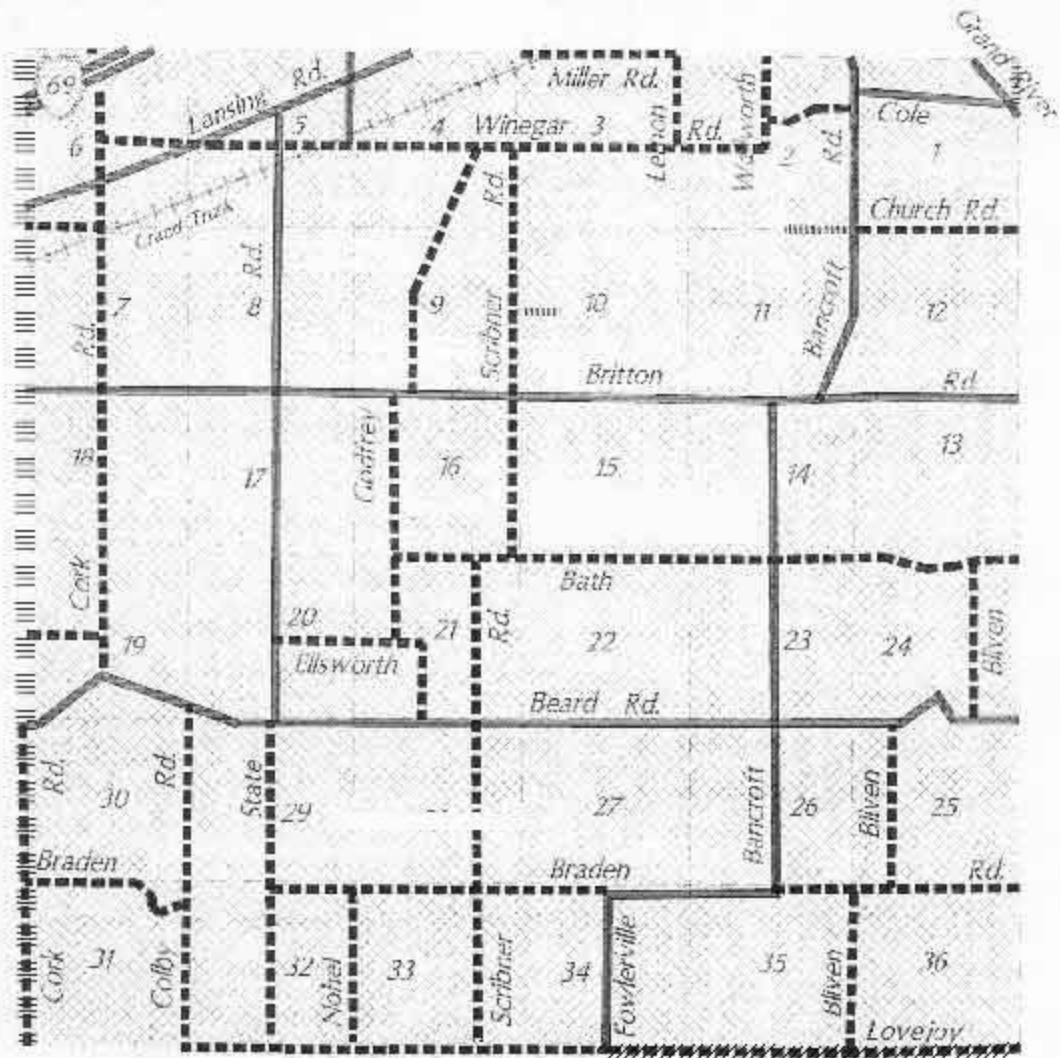 Grand River
69
Lansing Rd.
Miller Rd.
Cole
6
5
4
Winegar
3
Rd.
Walworth
2
Rd.
1
Grand Trunk
Church Rd.
Rd.
Rd.
7
8
9
Scribner
10
11
Bancroft
12
Rd.
Britton
Rd.
18
17
Godfrey
16
15
14
13
Cork
Bath
19
20
21
Rd.
22
23
24
Bliven
Ellsworth
Beard Rd.
Rd.
30
Rd.
State
29
27
Bancroft
26
Bliven
25
Braden
Braden
Rd.
Cork
31
Colby
32
33
Scribner
34
Fowlerville
35
Bliven
36
Lovejoy